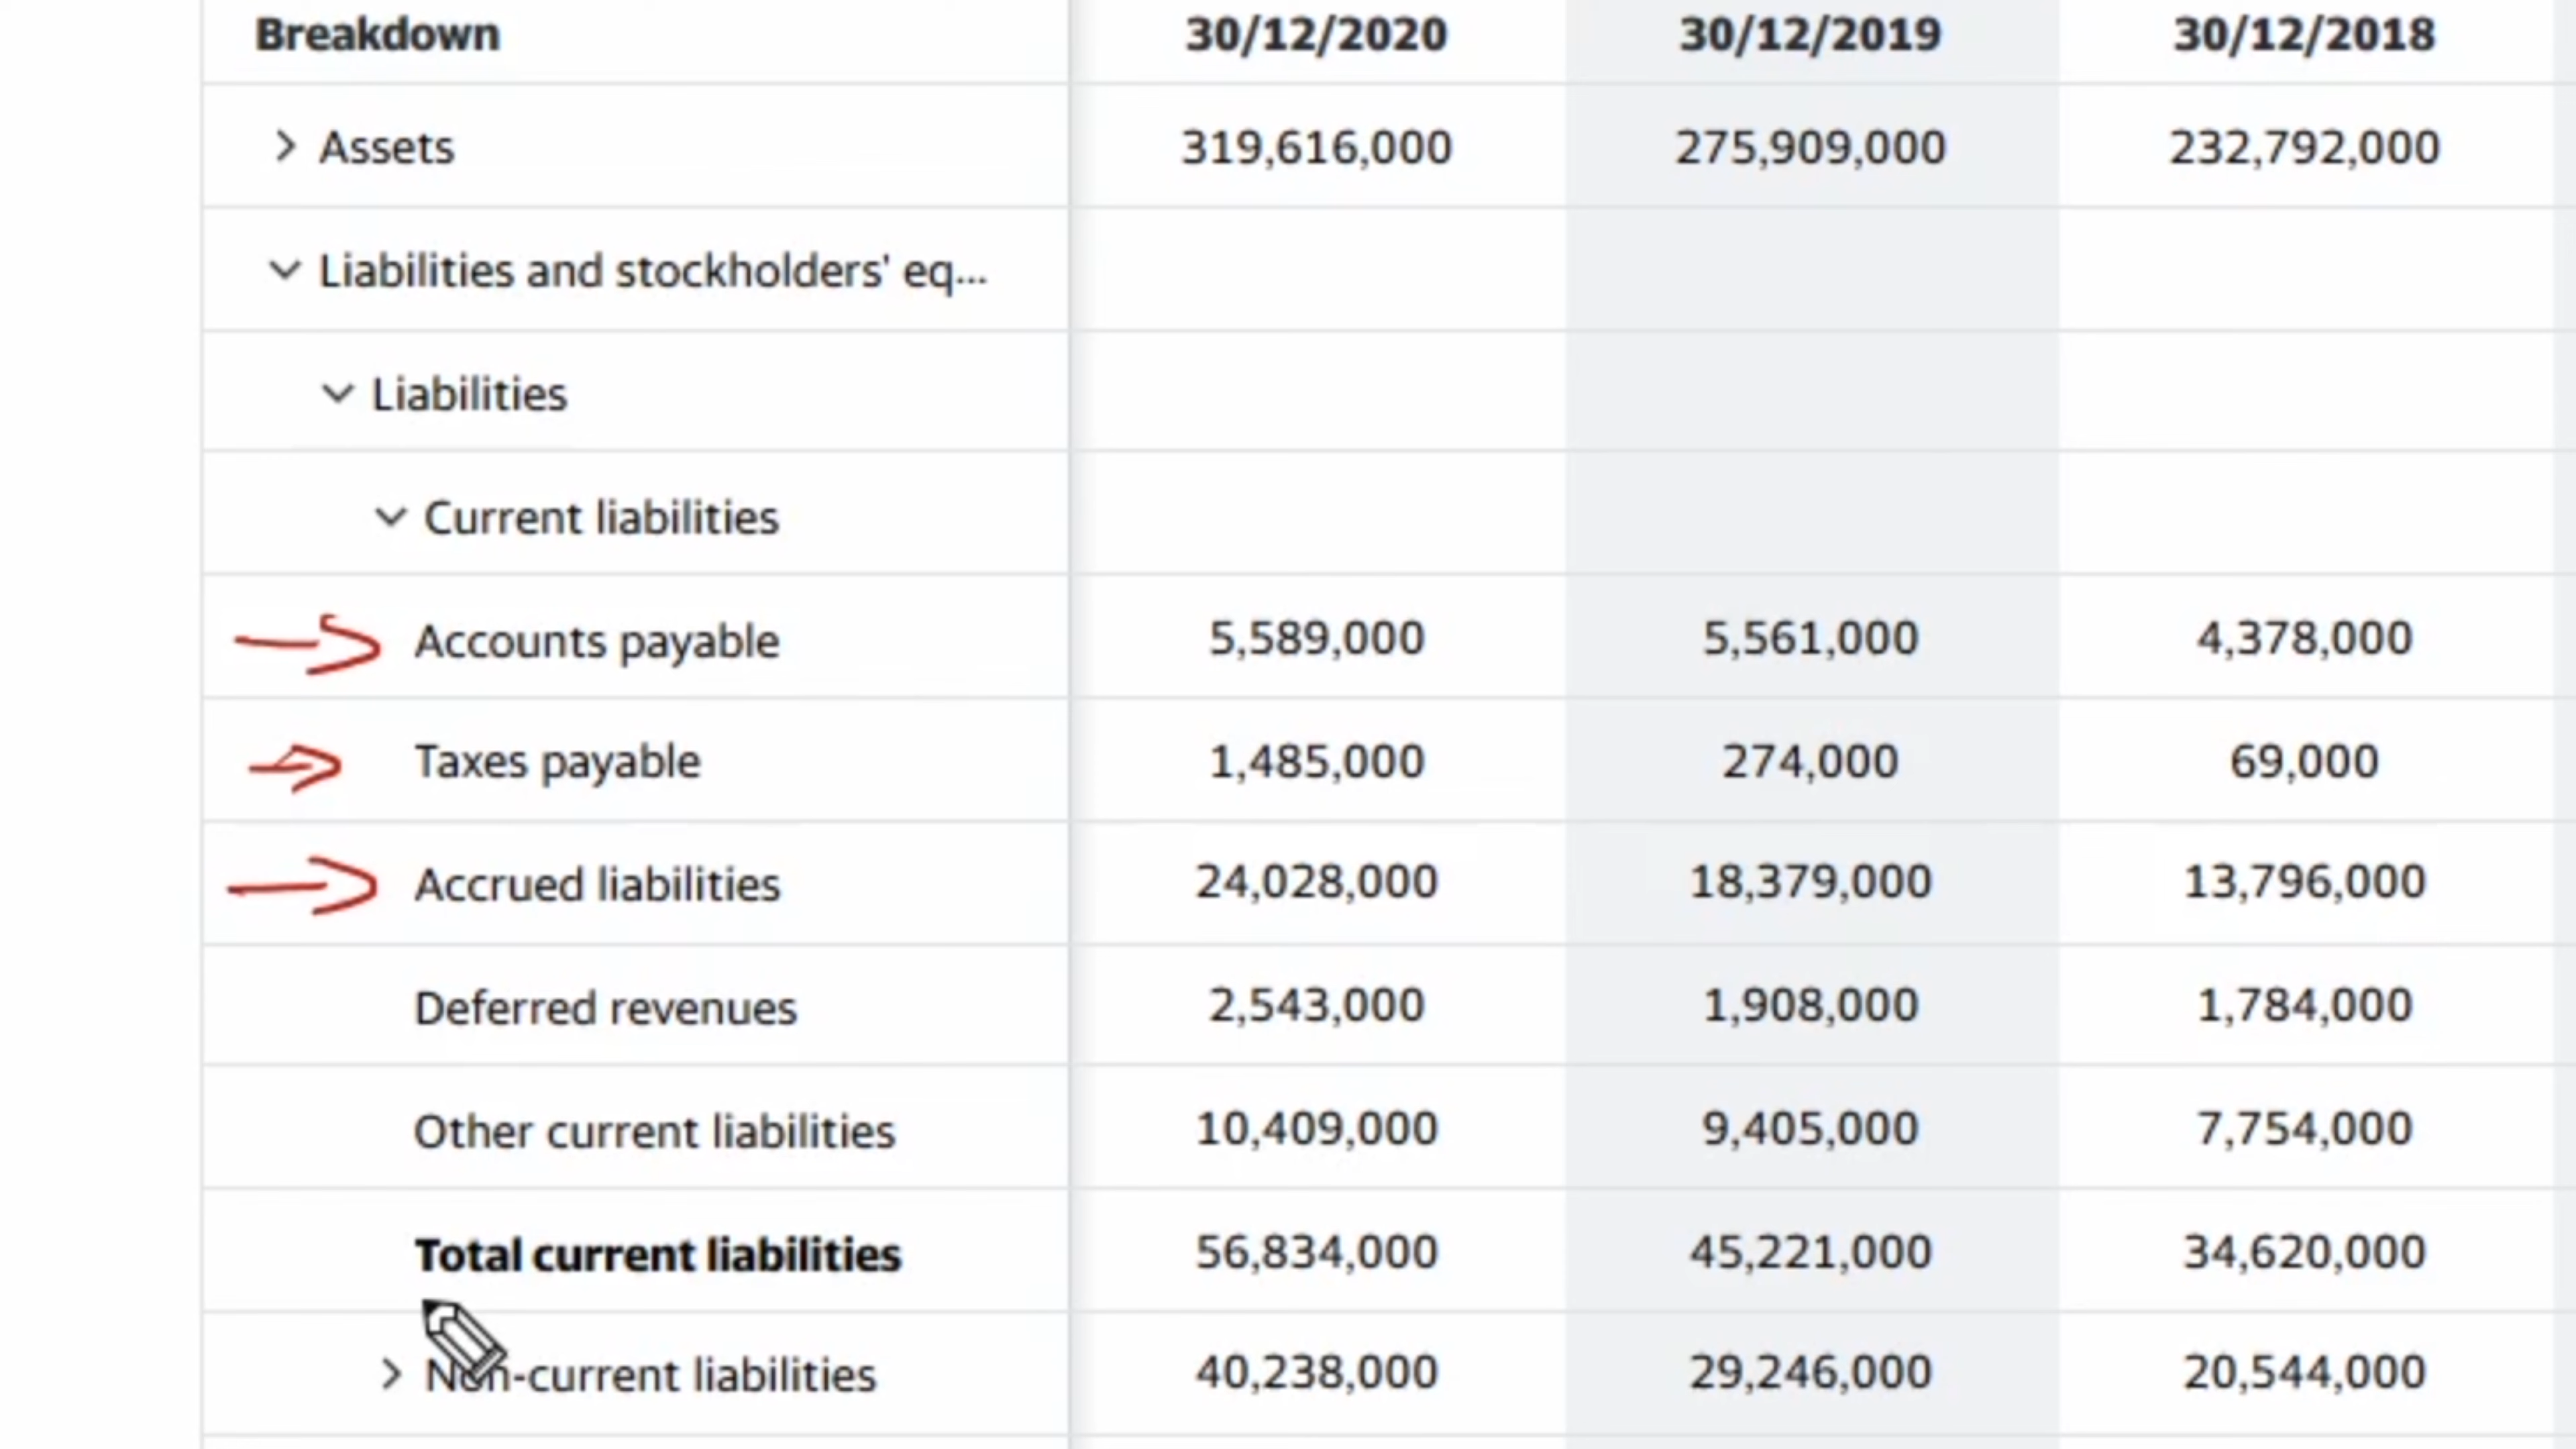 Breakdown 30/12/2020 30/12/2019 30/12/2018
Assets 319,616,000 275,909,000 232,792,000
Liabilities and stockholders' eq...
Liabilities
Current liabilities
Accounts payable 5,589,000 5,561,000 4,378,000
Taxes payable 1,485,000 274,000 69,000
Accrued liabilities 24,028,000 18,379,000 13,796,000
Deferred revenues 2,543,000 1,908,000 1,784,000
Other current liabilities 10,409,000 9,405,000 7,754,000
Total current liabilities 56,834,000 45,221,000 34,620,000
Non-current liabilities 40,238,000 29,246,000 20,544,000